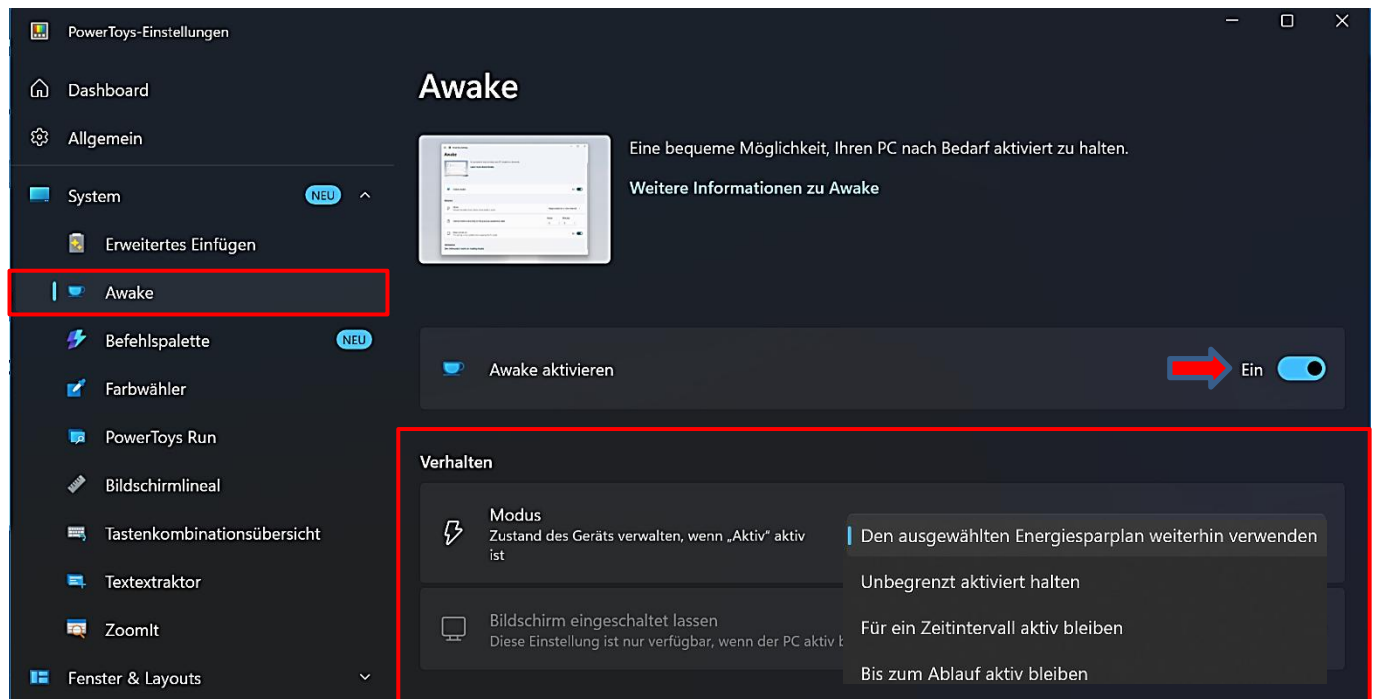 PowerToys-Einstellungen
Dashboard
Allgemein
System NEU
Erweitertes Einfügen
Awake
Befehlspalette NEU
Farbwähler
PowerToys Run
Bildschirmlineal
Tastenkombinationsübersicht
Textextraktor
ZoomIt
Fenster & Layouts
Awake
Eine bequeme Möglichkeit, Ihren PC nach Bedarf aktiviert zu halten.
Weitere Informationen zu Awake
Awake aktivieren
Ein
Verhalten
Modus
Zustand des Geräts verwalten, wenn „Aktiv“ aktiv
ist
Den ausgewählten Energiesparplan weiterhin verwenden
Unbegrenzt aktiviert halten
Für ein Zeitintervall aktiv bleiben
Bis zum Ablauf aktiv bleiben
Bildschirm eingeschaltet lassen
Diese Einstellung ist nur verfügbar, wenn der PC aktiv